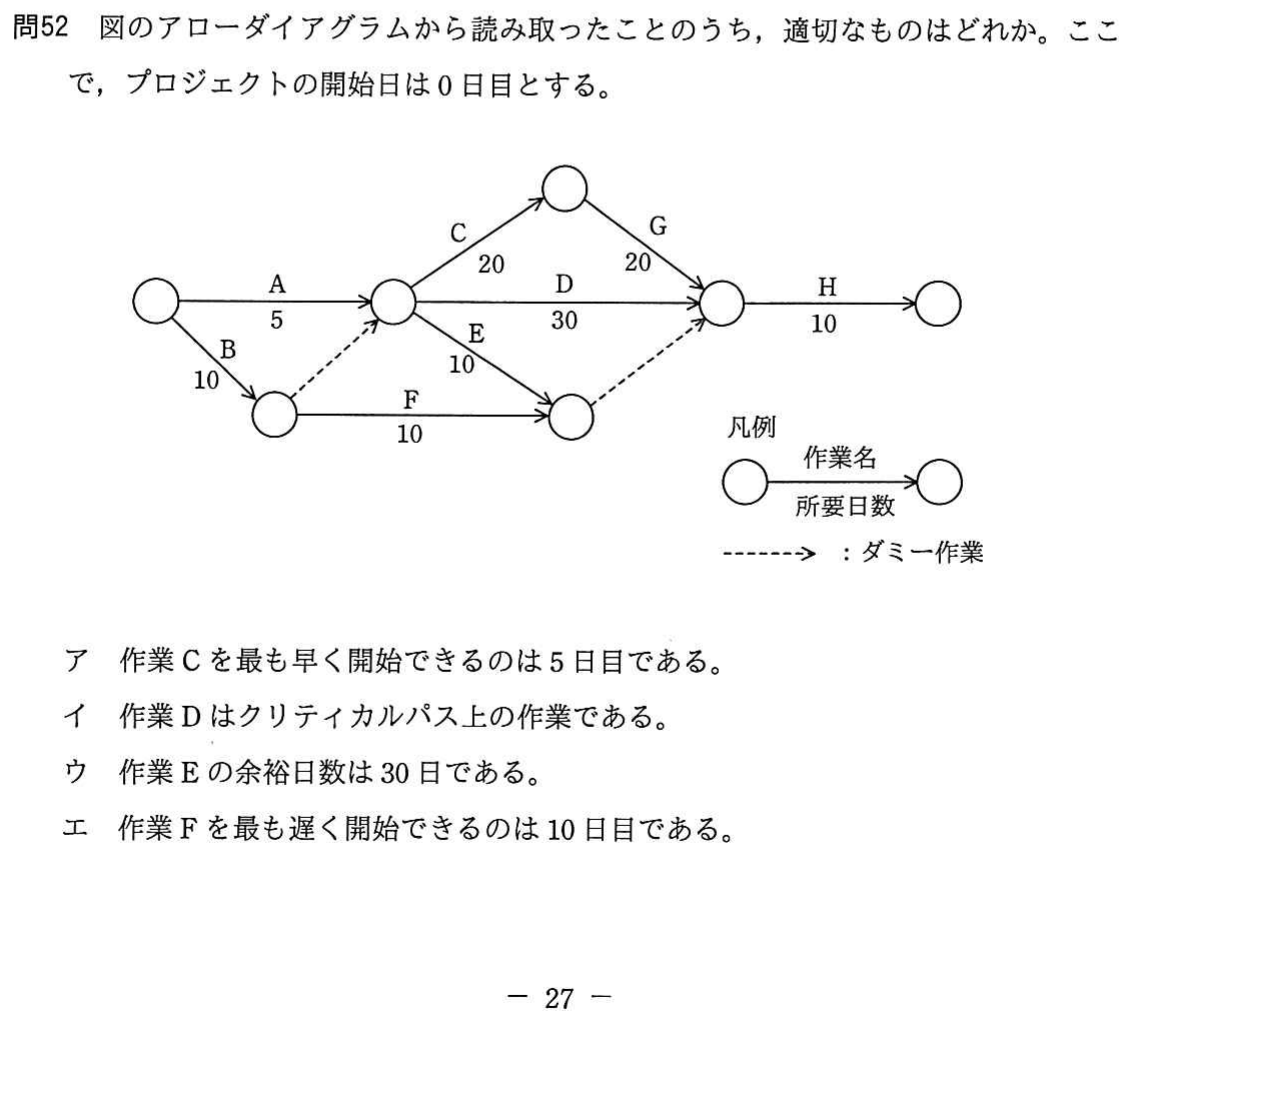 問52 図のアローダイアグラムから読み取ったことのうち，適切なものはどれか。ここ
で，プロジェクトの開始日は0日目とする。
C
20
G
20
A
5
D
30
H
10
B
10
E
10
F
10
凡例
作業名
所要日数
：ダミー作業
ア 作業Cを最も早く開始できるのは5日目である。
イ 作業Dはクリティカルパス上の作業である。
ウ 作業Eの余裕日数は30日である。
エ 作業Fを最も遅く開始できるのは10日目である。
― 27 ―